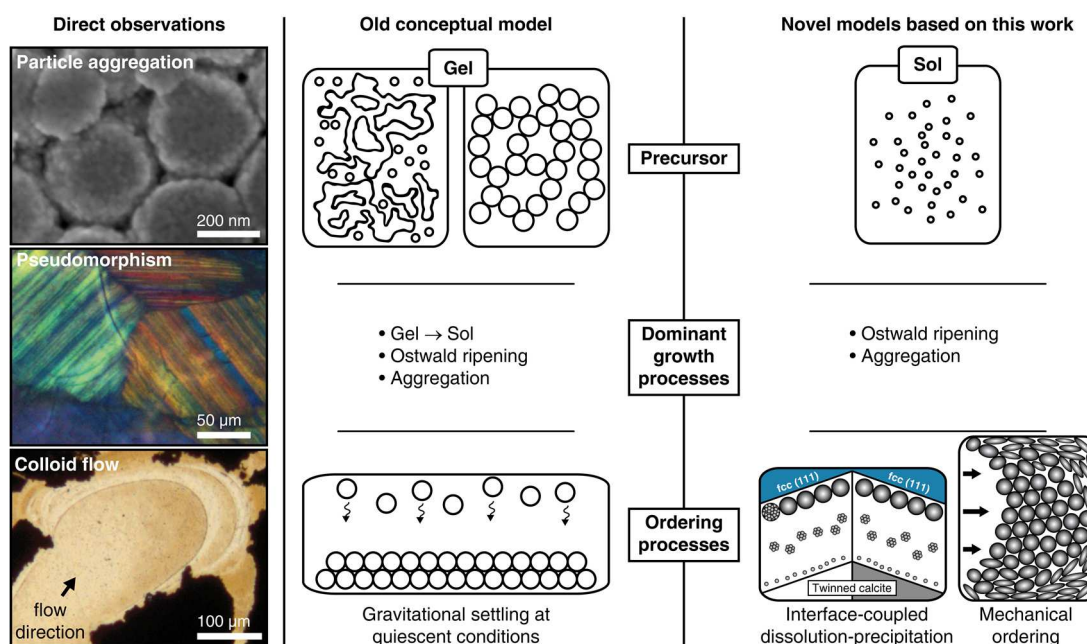 Direct observations
Old conceptual model
Novel models based on this work
Particle aggregation
200 nm
Gel
Precursor
Sol
Pseudomorphism
50 µm
• Gel → Sol
• Ostwald ripening
• Aggregation
Dominant
growth
processes
• Ostwald ripening
• Aggregation
Colloid flow
flow
direction
100 µm
Gravitational settling at
quiescent conditions
Ordering
processes
fcc (111)
fcc (111)
Twinned calcite
Interface-coupled
dissolution-precipitation
Mechanical
ordering